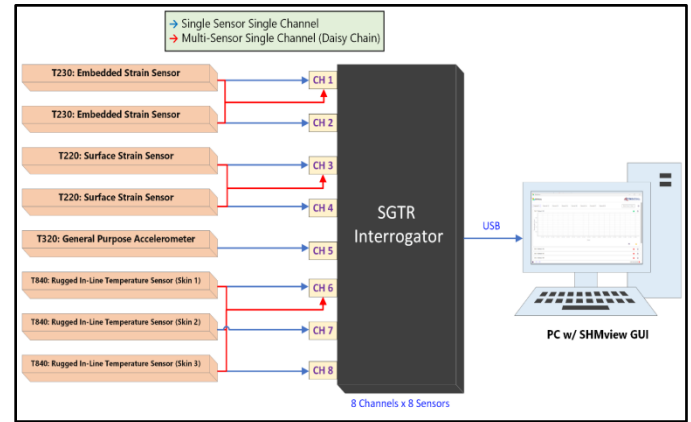 Single Sensor Single Channel
Multi-Sensor Single Channel (Daisy Chain)
T230: Embedded Strain Sensor
CH 1
T230: Embedded Strain Sensor
CH 2
T220: Surface Strain Sensor
CH 3
T220: Surface Strain Sensor
CH 4
T320: General Purpose Accelerometer
CH 5
T840: Rugged In-Line Temperature Sensor (Skin 1)
CH 6
T840: Rugged In-Line Temperature Sensor (Skin 2)
CH 7
T840: Rugged In-Line Temperature Sensor (Skin 3)
CH 8
SGTR
Interrogator
8 Channels x 8 Sensors
USB
PC w/ SHMview GUI